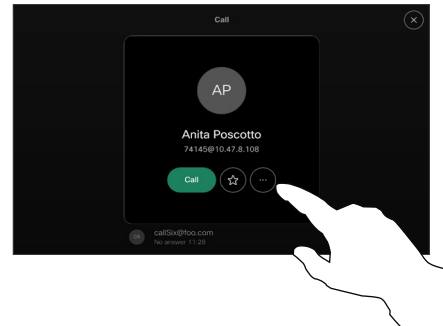 Call
AP
Anita Poscotto
74145@10.47.8.108
Call
callSix@foo.com
No answer 11:28